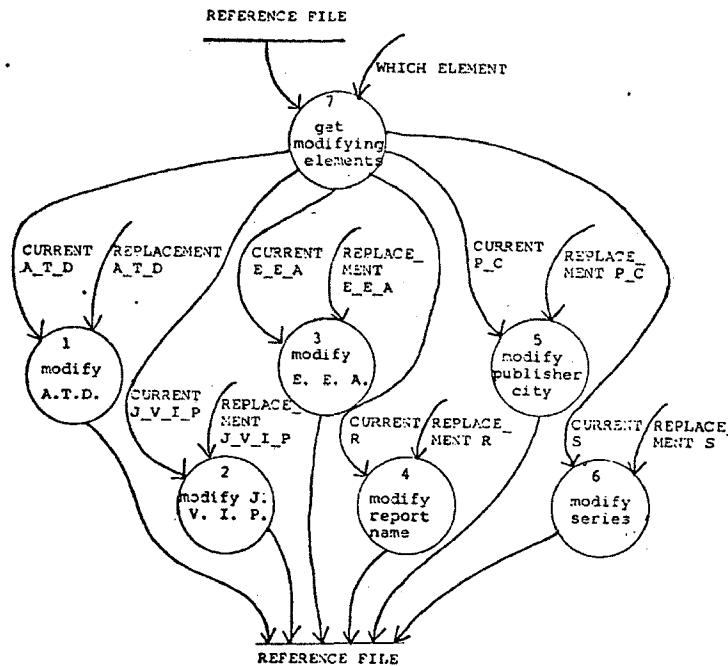 REFERENCE FILE
WHICH ELEMENT
7
get
modifying
elements
CURRENT
A_T_D
REPLACEMENT
A_T_D
CURRENT
E_E_A
REPLACE_
MENT
E_E_A
CURRENT
P_C
REPLACE_
MENT P_C
1
modify
A.T.D.
3
modify
E. E. A.
5
modify
publisher
city
CURRENT
J_V_I_P
REPLACE_
MENT
J_V_I_P
CURRENT
R
REPLACE_
MENT R
CURRENT
S
REPLACE_
MENT S
2
modify J.
V. I. P.
4
modify
report
name
6
modify
series
REFERENCE FILE